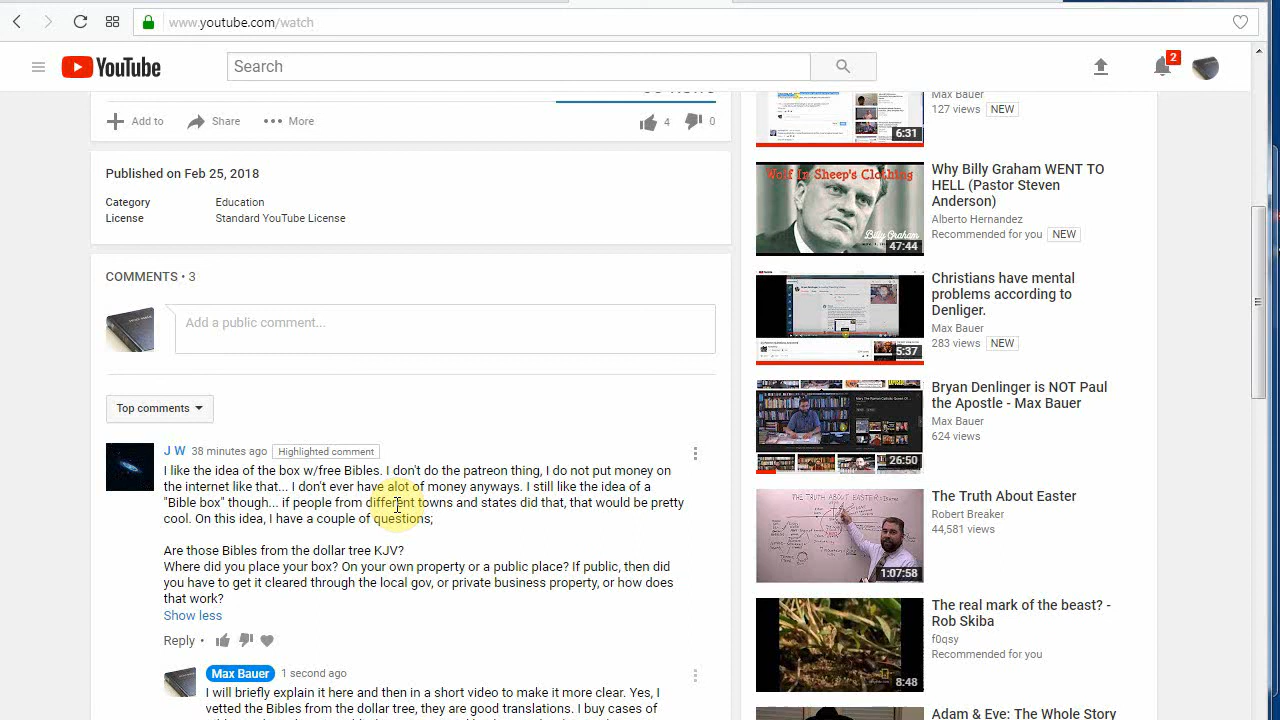 www.youtube.com/watch
YouTube
Search
2
Add to
Share
More
4
0
Published on Feb 25, 2018
Category
Education
License
Standard YouTube License
COMMENTS • 3
Add a public comment...
Top comments
J W
minutes ago
Highlighted comment
I like the idea of the box w/free Bibles. I don't do the patreon
I do not put money on
the
net like that... I don't ever have alot of money anyways. I still like the idea of a
"Bible box" though... if people from different towns and states did that, that would be pretty
cool. On this idea, I have a couple of questions;
Are those Bibles from the dollar tree KJV?
Where did you place your box? On your own property or a public place? If public, then did
you have to get it cleared through the local gov, or private business property, or how does
that work?
Show less
Reply •
Max Bauer
1 second ago
I will briefly explain it here and then in a
video to make it more clear. Yes, I
vetted the Bibles from the dollar tree, they are good translations. I buy cases of
Max Bauer
127 views NEW
6:31
Wolf In Sheep's Clothing
Billy Graham
47:44
Why Billy Graham WENT TO
HELL (Pastor Steven
Anderson)
Alberto Hernandez
Recommended for you NEW
5:37
Christians have mental
problems according to
Denliger.
Max Bauer
283 views NEW
26:50
Bryan Denlinger is NOT Paul
the Apostle - Max Bauer
Max Bauer
624 views
THE TRUTH ABOUT EASTER
1:07:58
The Truth About Easter
Robert Breaker
44,581 views
8:48
The real mark of the beast? -
Rob Skiba
f0qsy
Recommended for you
Adam & Eve: The Whole Story